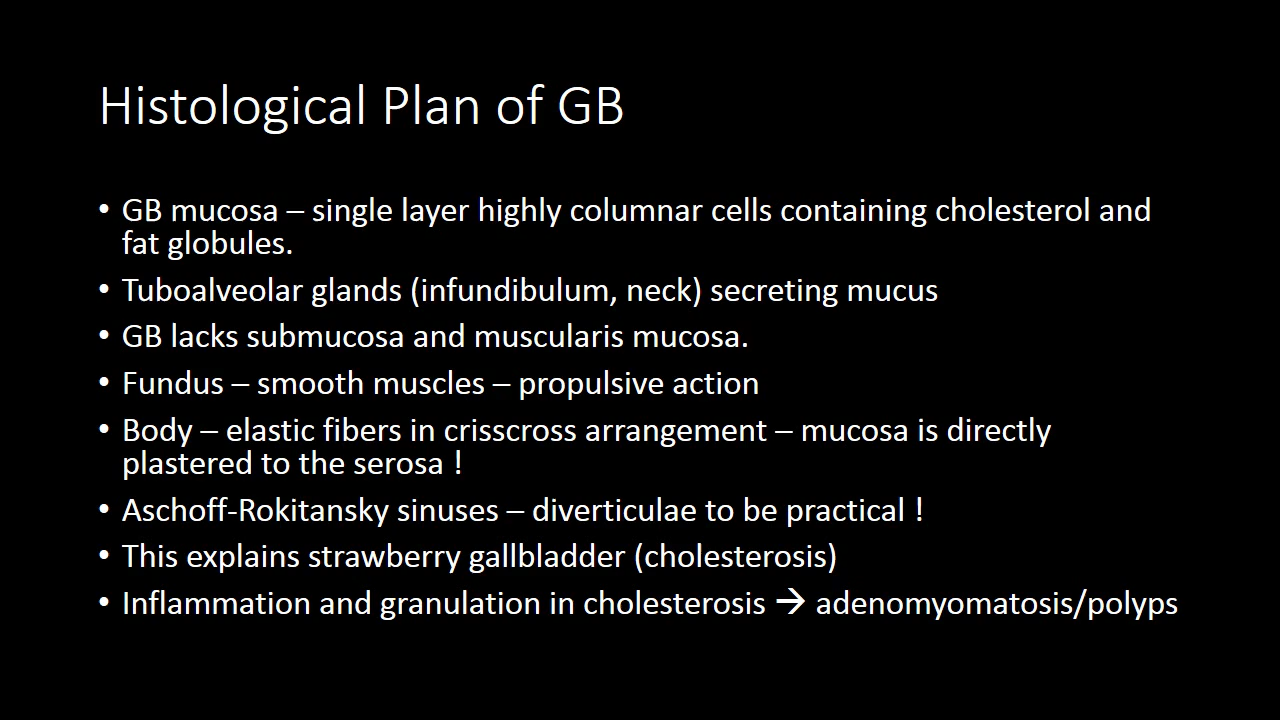 Histological Plan of GB
• GB mucosa – single layer highly columnar cells containing cholesterol and
fat globules.
• Tuboalveolar glands (infundibulum, neck) secreting mucus
• GB lacks submucosa and muscularis mucosa.
• Fundus – smooth muscles – propulsive action
• Body – elastic fibers in crisscross arrangement – mucosa is directly
plastered to the serosa !
• Aschoff-Rokitansky sinuses – diverticulae to be practical !
• This explains strawberry gallbladder (cholesterosis)
• Inflammation and granulation in cholesterosis → adenomyomatosis/polyps